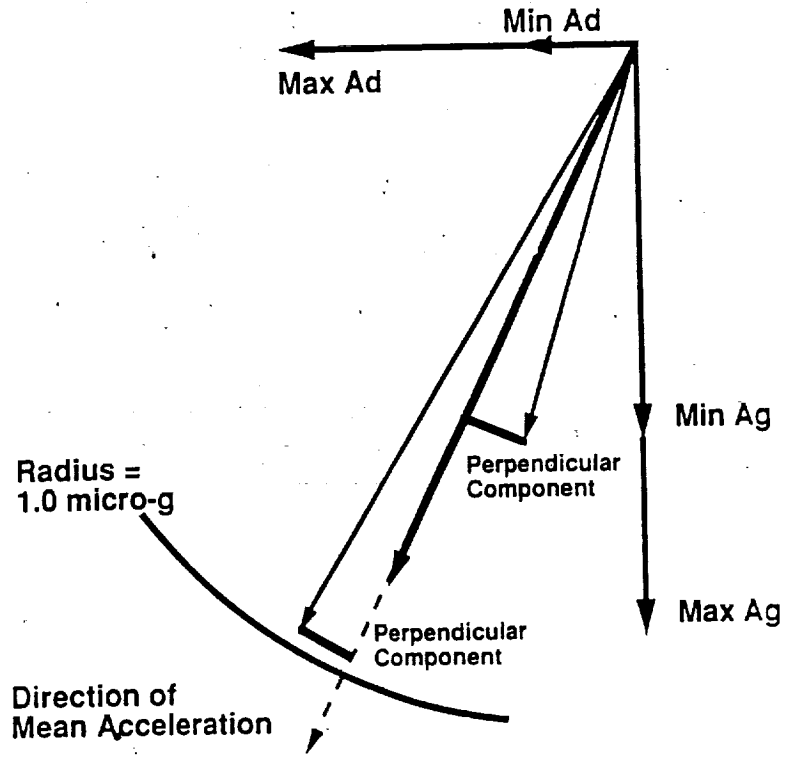 Min Ad
Max Ad
Min Ag
Perpendicular
Component
Radius =
1.0 micro-g
Max Ag
Perpendicular
Component
Direction of
Mean Acceleration